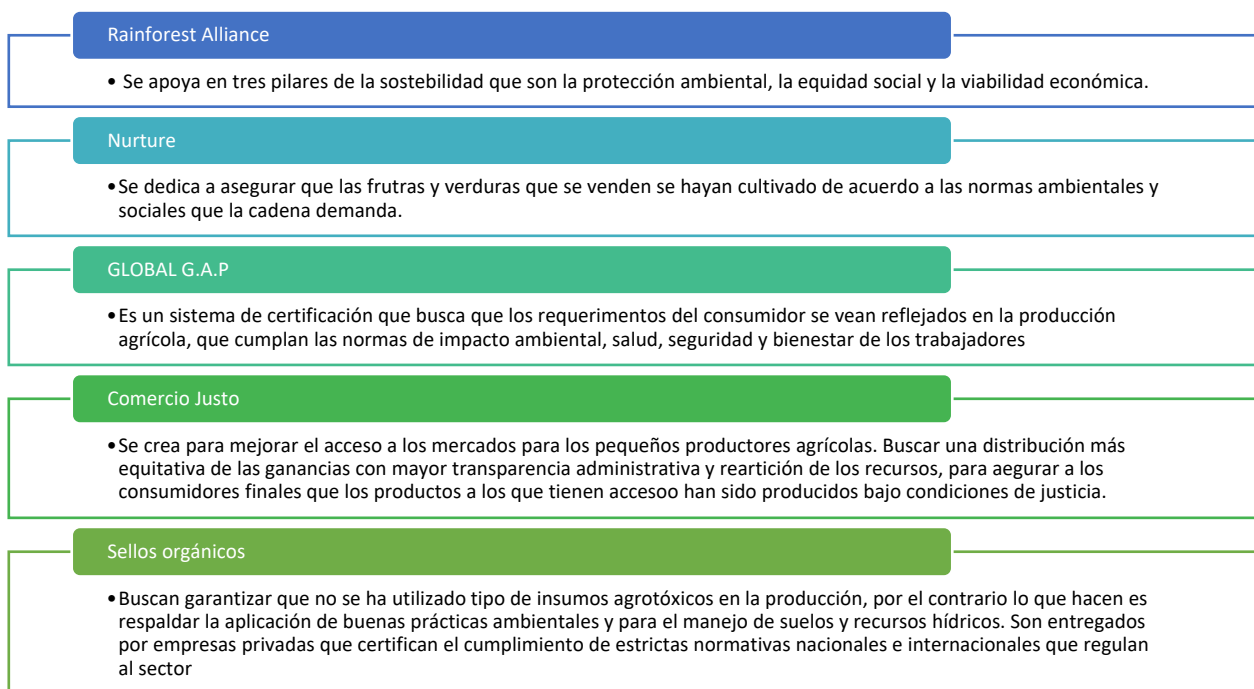 Rainforest Alliance
• Se apoya en tres pilares de la sostebilidad que son la protección ambiental, la equidad social y la viabilidad económica.
Nurture
• Se dedica a asegurar que las frutras y verduras que se venden se hayan cultivado de acuerdo a las normas ambientales y
sociales que la cadena demanda.
GLOBAL G.A.P
• Es un sistema de certificación que busca que los requerimentos del consumidor se vean reflejados en la producción
agrícola, que cumplan las normas de impacto ambiental, salud, seguridad y bienestar de los trabajadores
Comercio Justo
• Se crea para mejorar el acceso a los mercados para los pequeños productores agrícolas. Buscar una distribución más
equitativa de las ganancias con mayor transparencia administrativa y reartición de los recursos, para aegurar a los
consumidores finales que los productos a los que tienen accesoo han sido producidos bajo condiciones de justicia.
Sellos orgánicos
• Buscan garantizar que no se ha utilizado tipo de insumos agrotóxicos en la producción, por el contrario lo que hacen es
respaldar la aplicación de buenas prácticas ambientales y para el manejo de suelos y recursos hídricos. Son entregados
por empresas privadas que certifican el cumplimiento de estrictas normativas nacionales e internacionales que regulan
al sector